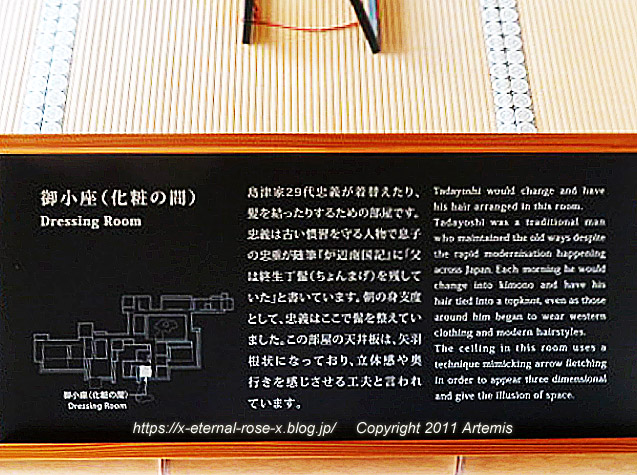 御小座(化粧の間)
Dressing Room
島津家29代忠義が着替えたり、
髪を結ったりするための部屋です。
忠義は古い慣習を守る人物で息子
の忠重が随筆『炉辺南国記』に「父
は終生丁髷(ちょんまげ)を残して
いた」と書いています。朝の身支度
として、忠義はここで髷を整えてい
ました。この部屋の天井板は、矢羽
根状になっており、立体感や奥
行きを感じさせる工夫と言われ
ています。
Tadayoshi would change and have
his hair arranged in this room.
Tadayoshi was a traditional man
who maintained the old ways despite
the rapid modernisation happening
across Japan. Each morning he would
change into kimono and have his
hair tied into a topknot, even as those
around him began to wear western
clothing and modern hairstyles.
The ceiling in this room uses a
technique mimicking arrow fletching
in order to appear three dimensional
and give the illusion of space.
御小座(化粧の間)
Dressing Room
https://x-eternal-rose-x.blog.jp/ Copyright 2011 Artemis